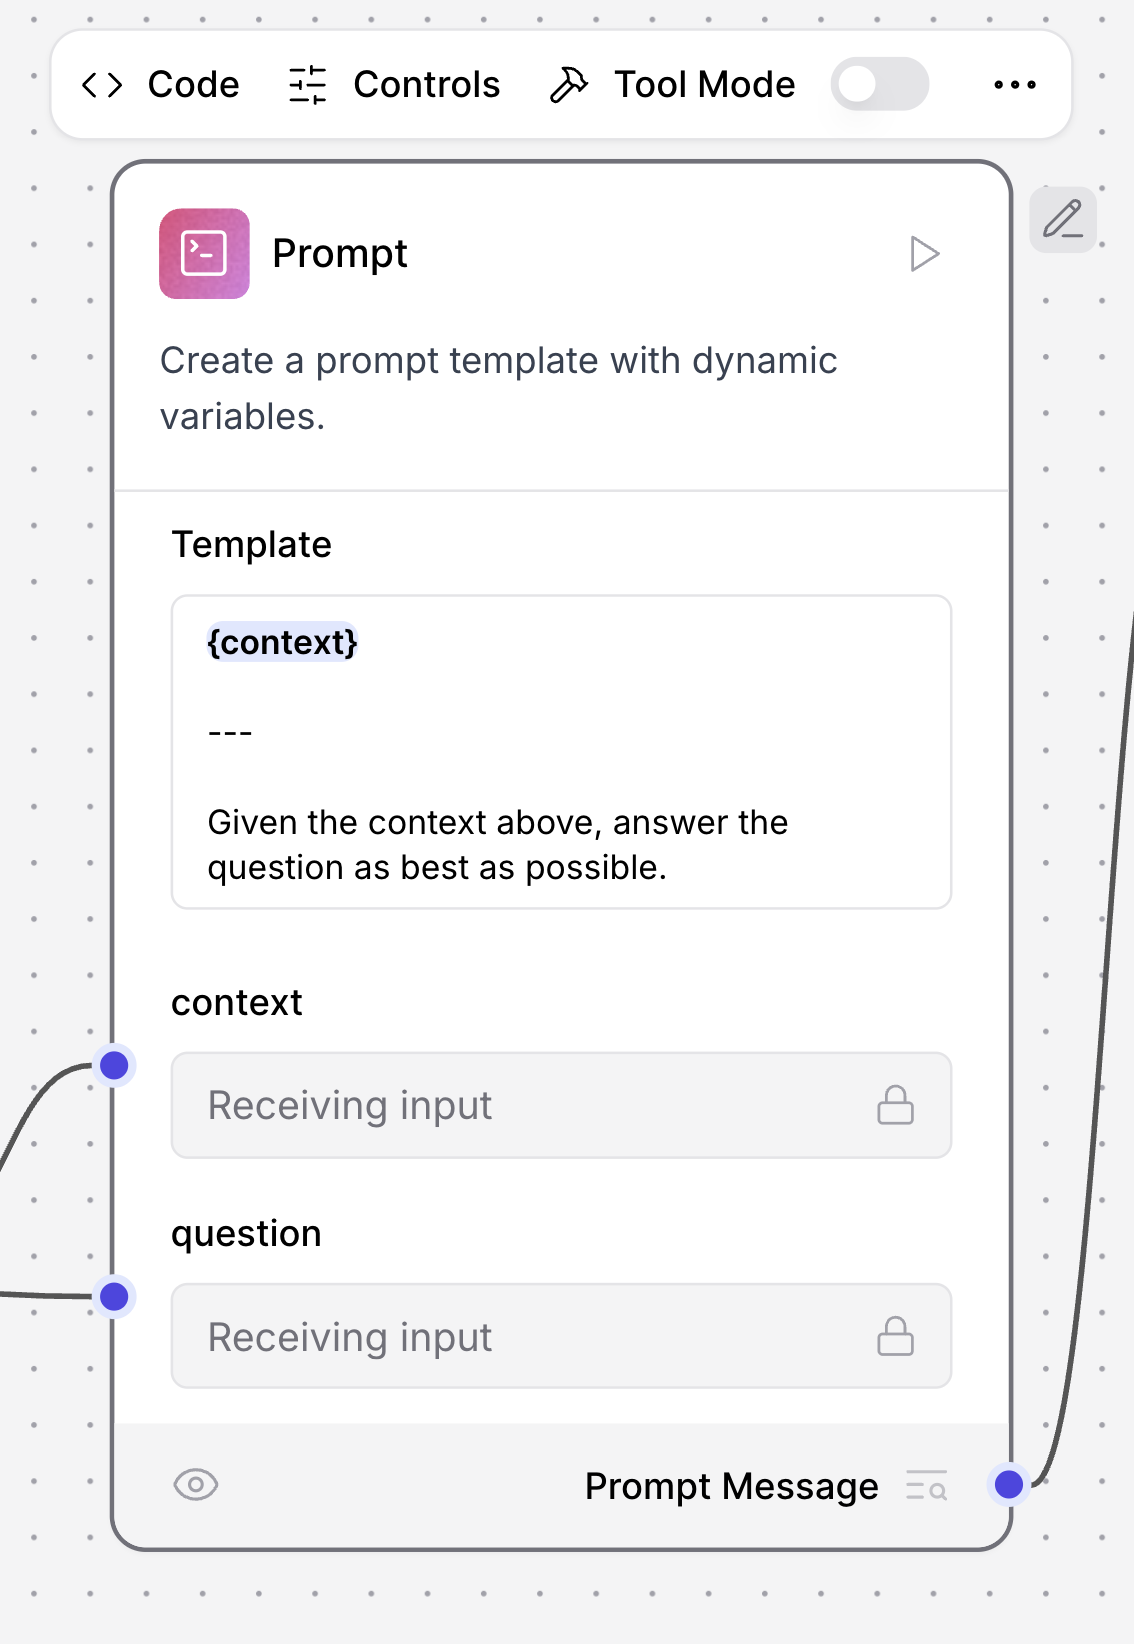 Code Controls Tool Mode
Prompt
Create a prompt template with dynamic
variables.
Template
{context}
---
Given the context above, answer the
question as best as possible.
context
Receiving input
question
Receiving input
Prompt Message